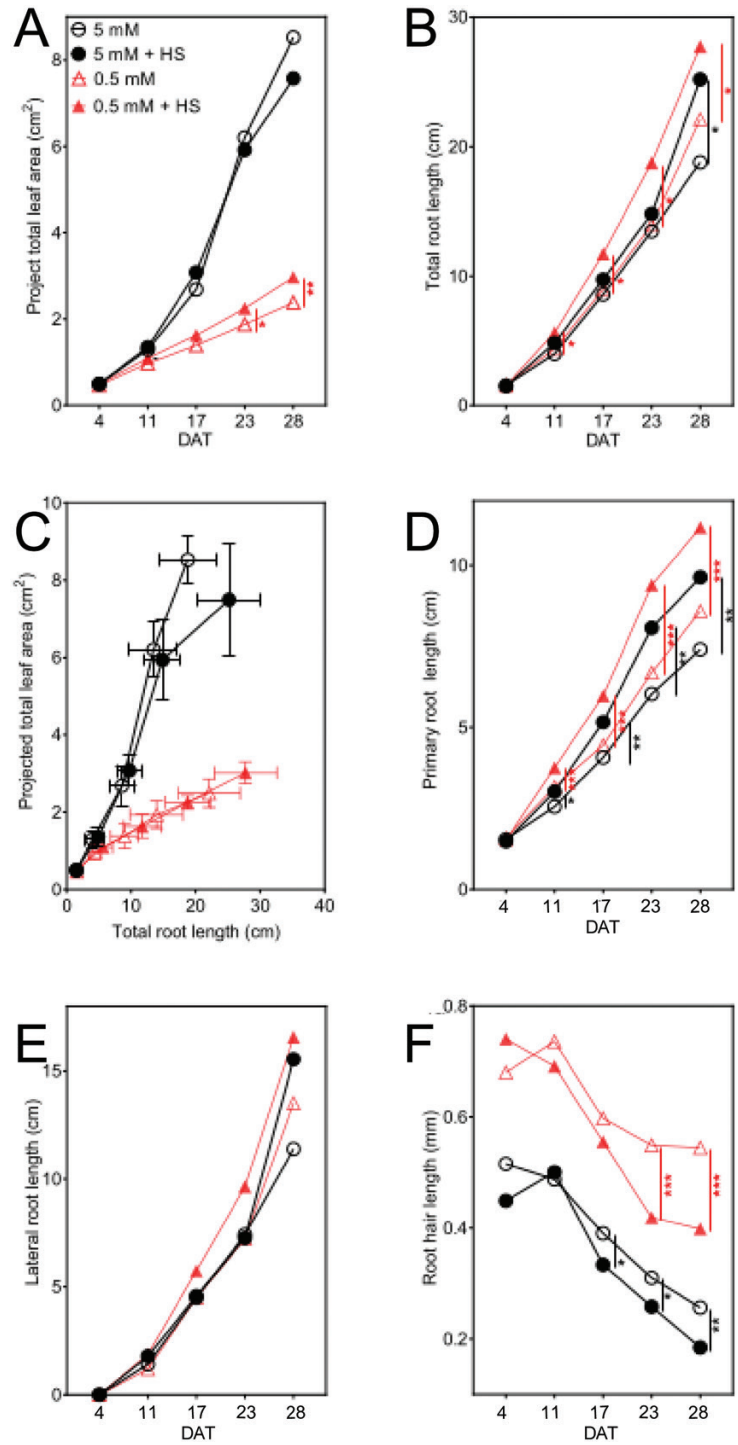 A
5 mM
5 mM + HS
0.5 mM
0.5 mM + HS
Project total leaf area (cm2)
8
6
4
2
0
4 11 17 23 28
DAT
*
**
B
Total root length (cm)
30
20
10
0
4 11 17 23 28
DAT
*
*
*
*
*
C
Projected total leaf area (cm2)
10
8
6
4
2
0
0 10 20 30 40
Total root length (cm)
D
Primary root length (cm)
10
5
0
4 11 17 23 28
DAT
*
**
**
**
***
***
***
E
Lateral root length (cm)
15
10
5
0
4 11 17 23 28
DAT
F
Root hair length (mm)
0.8
0.6
0.4
0.2
4 11 17 23 28
DAT
***
***
*
*
**